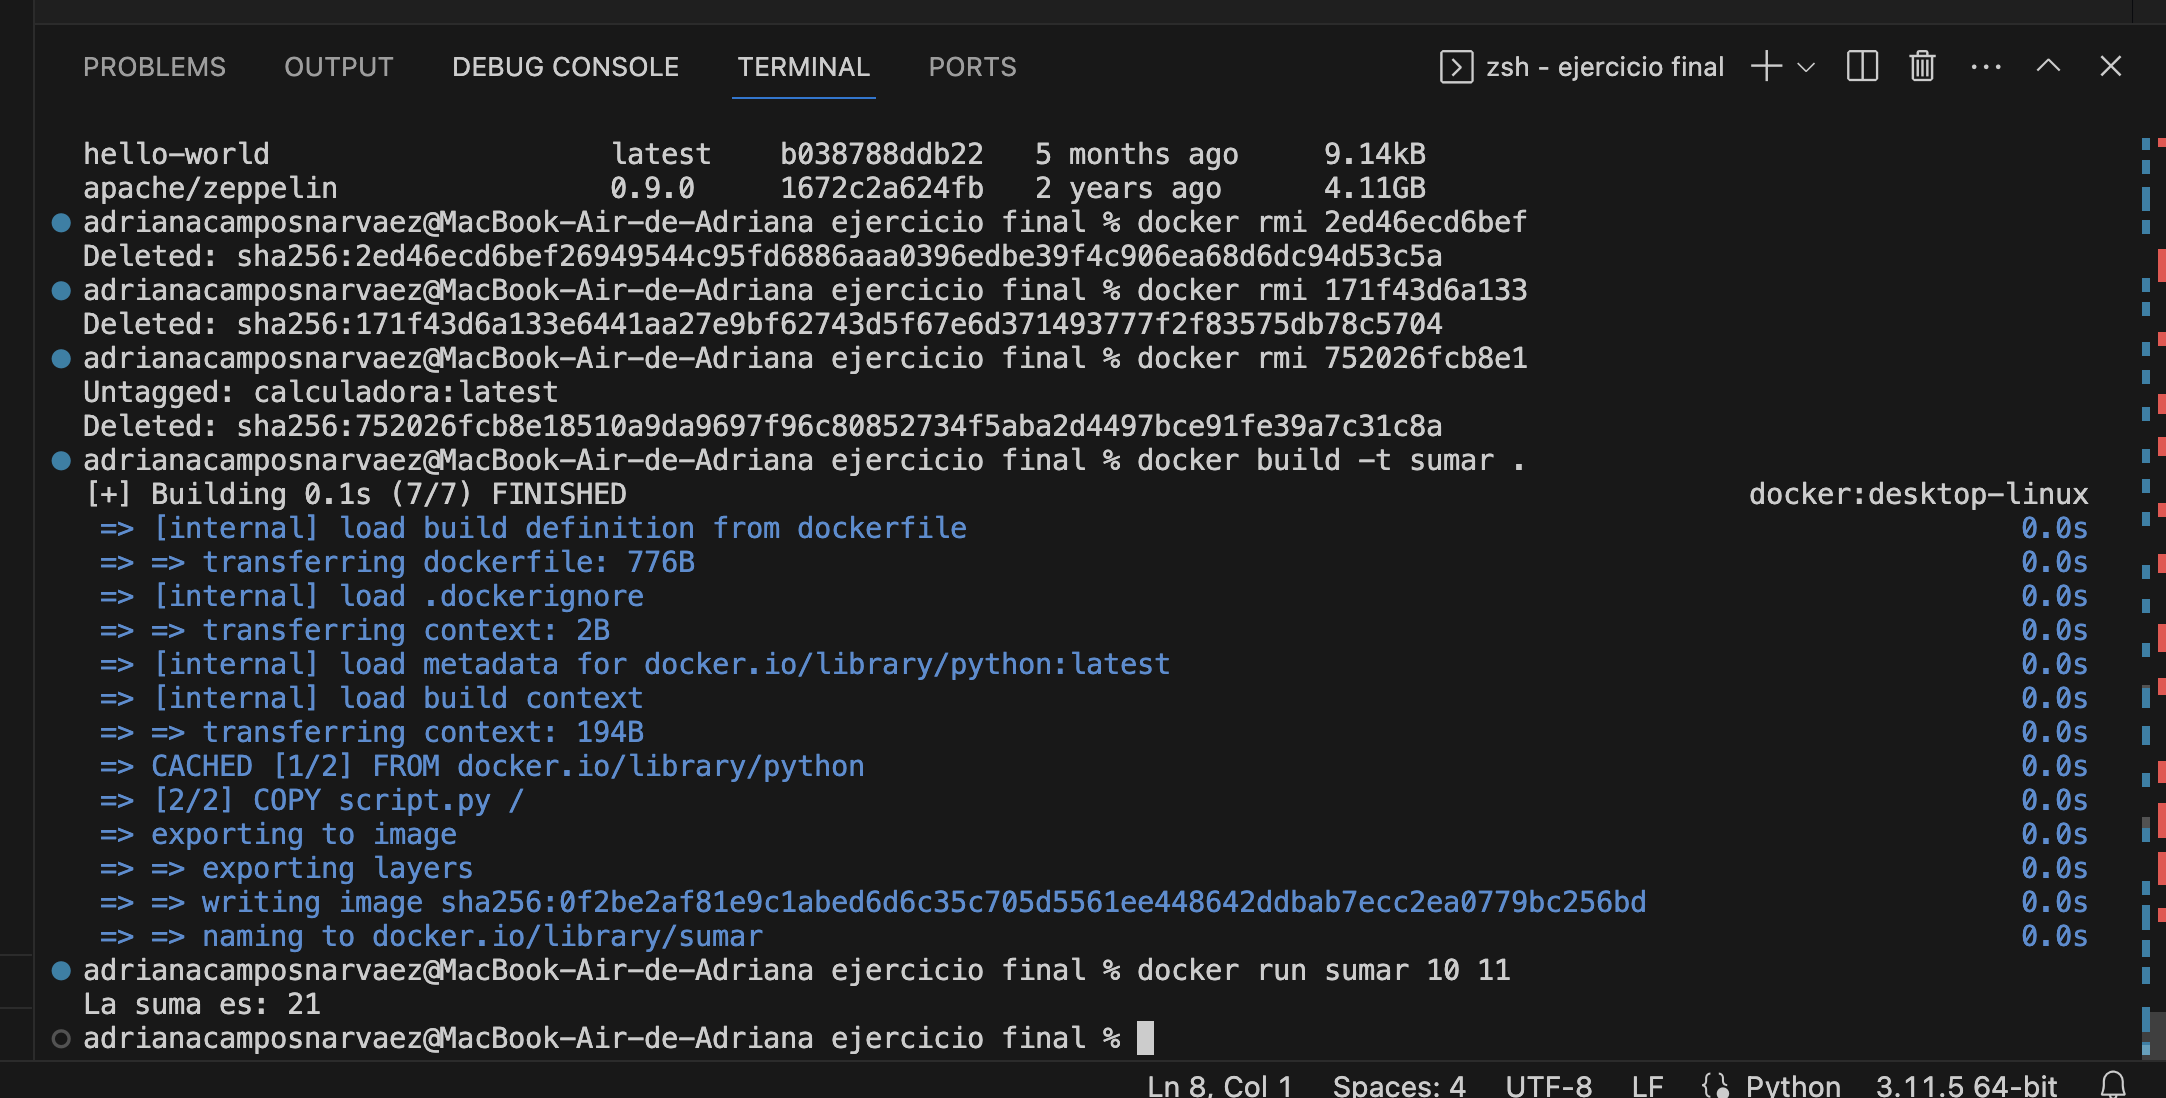 PROBLEMS OUTPUT DEBUG CONSOLE TERMINAL PORTS zsh - ejercicio final
hello-world latest b038788ddb22 5 months ago 9.14kB
apache/zeppelin 0.9.0 1672c2a624fb 2 years ago 4.11GB
adrianacamposnarvaez@MacBook-Air-de-Adriana ejercicio final % docker rmi 2ed46ecd6bef
Deleted: sha256:2ed46ecd6bef26949544c95fd6886aaa0396edbe39f4c906ea68d6dc94d53c5a
adrianacamposnarvaez@MacBook-Air-de-Adriana ejercicio final % docker rmi 171f43d6a133
Deleted: sha256:171f43d6a133e6441aa27e9bf62743d5f67e6d371493777f2f83575db78c5704
adrianacamposnarvaez@MacBook-Air-de-Adriana ejercicio final % docker rmi 752026fcb8e1
Untagged: calculadora:latest
Deleted: sha256:752026fcb8e18510a9da9697f96c80852734f5aba2d4497bce91fe39a7c31c8a
adrianacamposnarvaez@MacBook-Air-de-Adriana ejercicio final % docker build -t sumar .
[+] Building 0.1s (7/7) FINISHED docker:desktop-linux
=> [internal] load build definition from dockerfile 0.0s
=> => transferring dockerfile: 776B 0.0s
=> [internal] load .dockerignore 0.0s
=> => transferring context: 2B 0.0s
=> [internal] load metadata for docker.io/library/python:latest 0.0s
=> [internal] load build context 0.0s
=> => transferring context: 194B 0.0s
=> CACHED [1/2] FROM docker.io/library/python 0.0s
=> [2/2] COPY script.py / 0.0s
=> exporting to image 0.0s
=> => exporting layers 0.0s
=> => writing image sha256:0f2be2af81e9c1abed6d6c35c705d5561ee448642ddbab7ecc2ea0779bc256bd 0.0s
=> => naming to docker.io/library/sumar 0.0s
adrianacamposnarvaez@MacBook-Air-de-Adriana ejercicio final % docker run sumar 10 11
La suma es: 21
adrianacamposnarvaez@MacBook-Air-de-Adriana ejercicio final %
Ln 8, Col 1 Spaces: 4 UTF-8 LF Python 3.11.5 64-bit